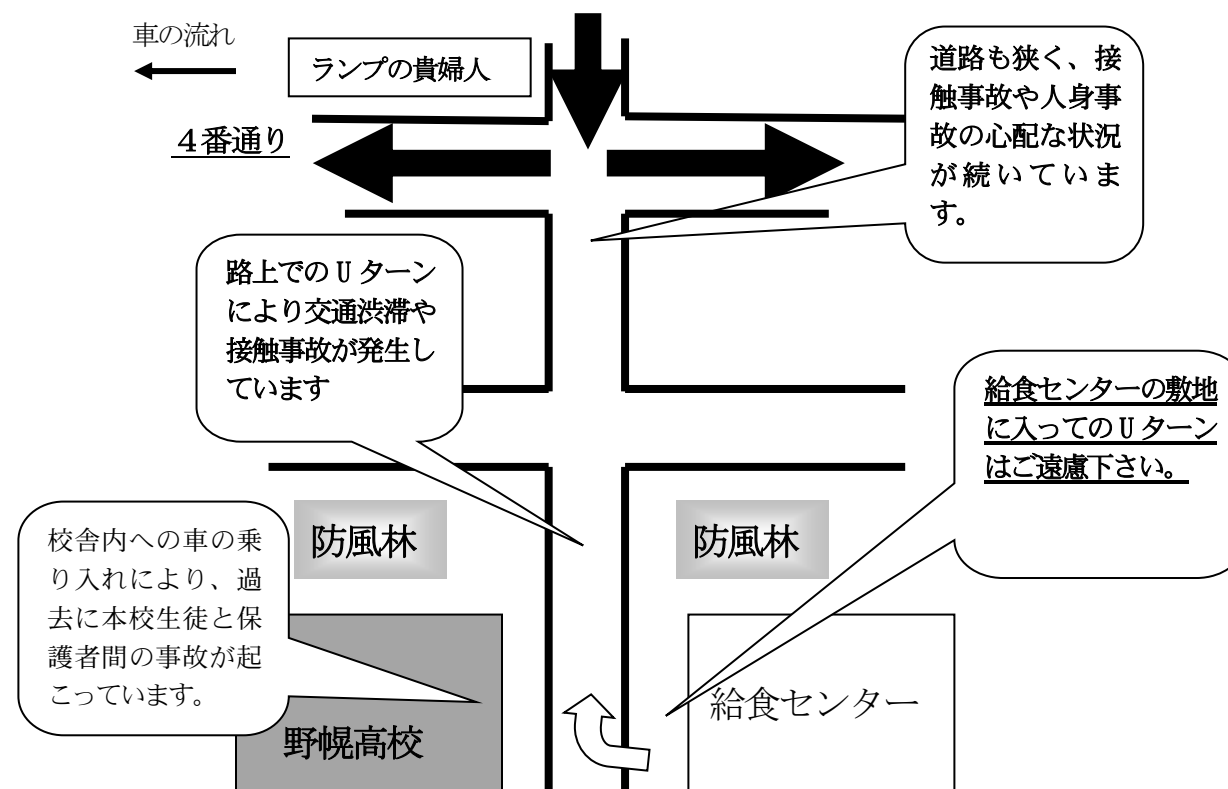 車の流れ
ランプの貴婦人
４番通り
道路も狭く、接
触事故や人身事
故の心配な状況
が続いていま
す。
路上でのＵターン
により交通渋滞や
接触事故が発生し
ています
給食センターの敷地
に入ってのＵターン
はご遠慮下さい。
防風林
防風林
校舎内への車の乗
り入れにより、過
去に本校生徒と保
護者間の事故が起
こっています。
野幌高校
給食センター